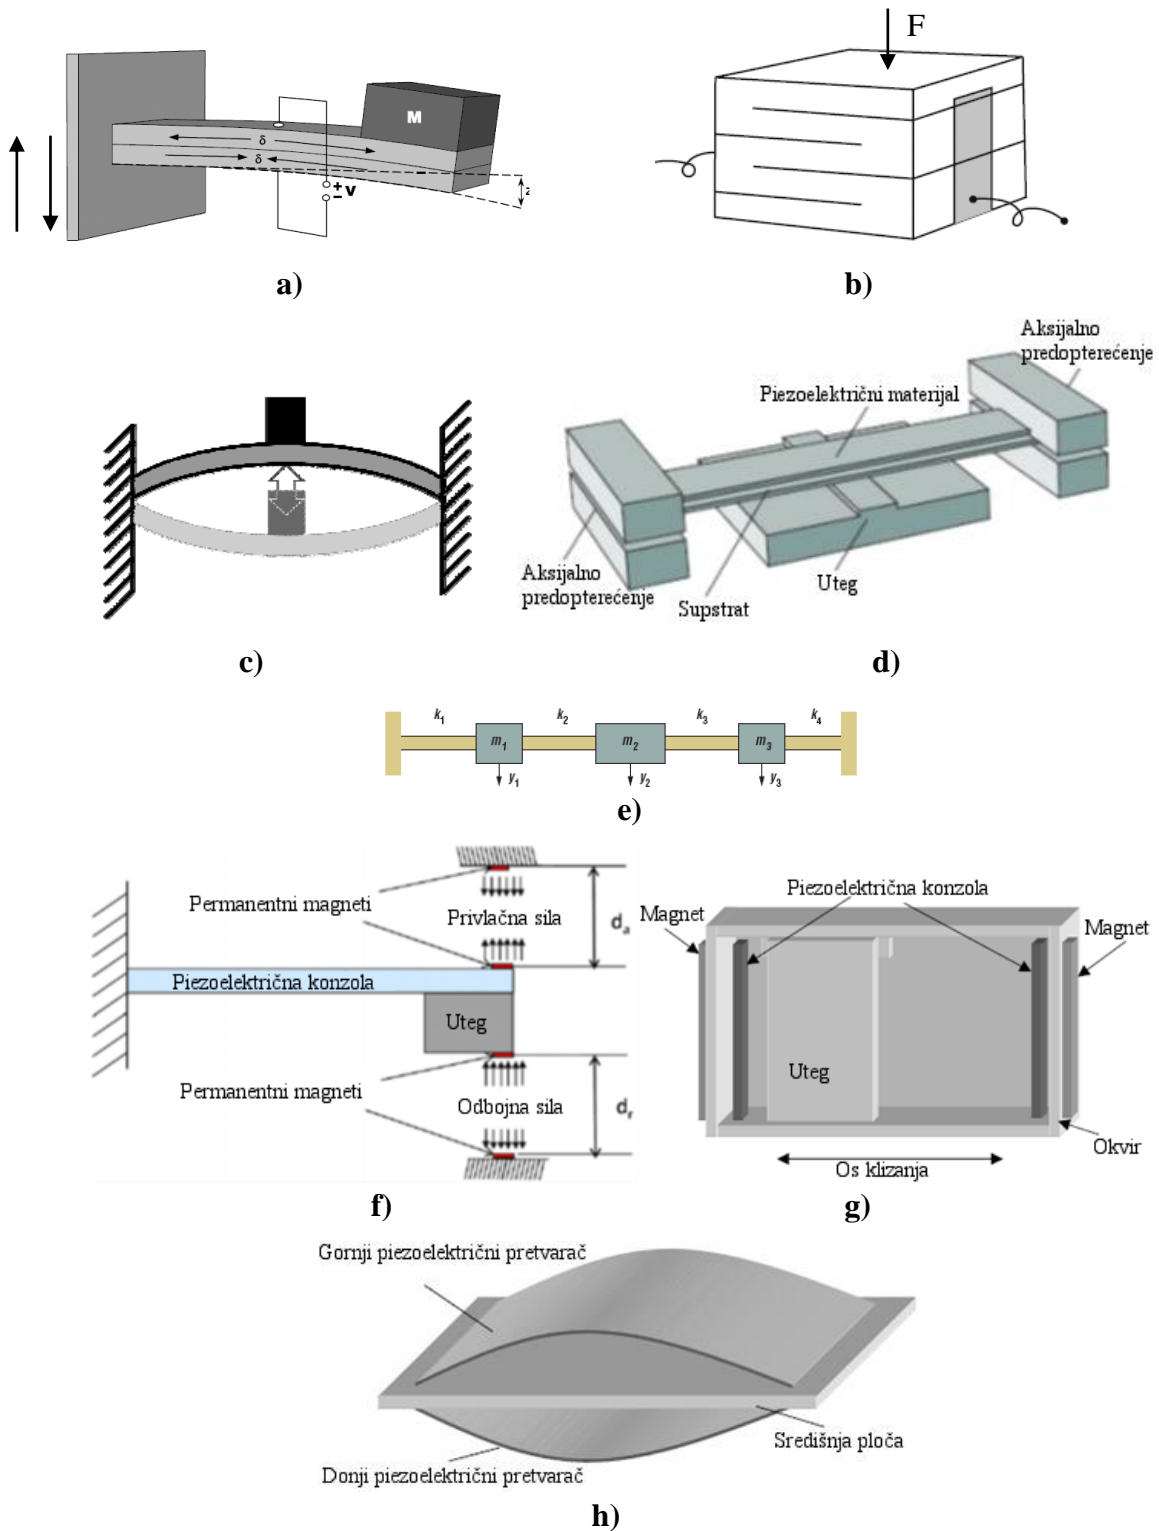 F
M
δ
δ
+
V
–
z
a)
b)
Aksijalno
predopterećenje
Piezoelektrični materijal
Uteg
Aksijalno
predopterećenje
Supstrat
c)
d)
k1 k2 k3 k4
m1 m2 m3
y1 y2 y3
e)
Permanentni magneti
Privlačna sila
da
Piezoelektrična konzola
Uteg
Permanentni magneti
Odbojna sila
dr
Piezoelektrična konzola
Magnet
Magnet
Uteg
Okvir
Os klizanja
f)
g)
Gornji piezoelektrični pretvarač
Središnja ploča
Donji piezoelektrični pretvarač
h)